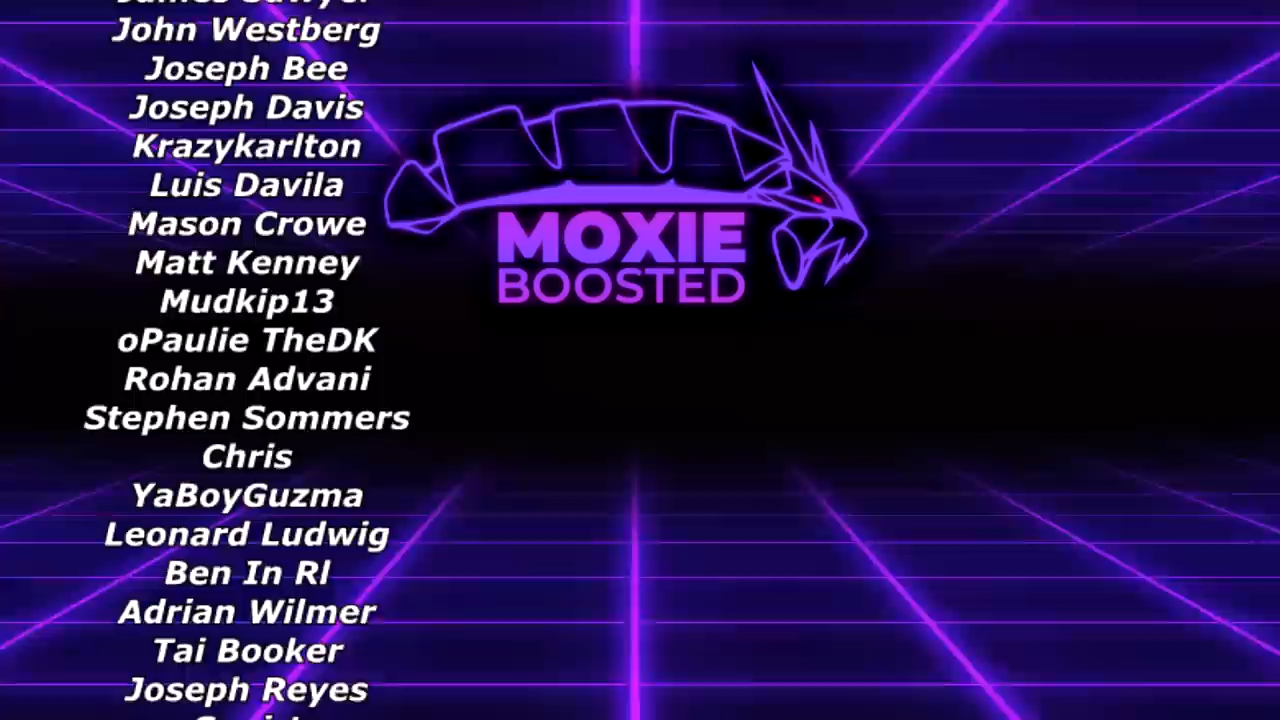 John Westberg
Joseph Bee
Joseph Davis
Krazykarlton
Luis Davila
Mason Crowe
Matt Kenney
Mudkip13
oPaulie TheDK
Rohan Advani
Stephen Sommers
Chris
YaBoyGuzma
Leonard Ludwig
Ben In Rl
Adrian Wilmer
Tai Booker
Joseph Reyes
MOXIE
BOOSTED